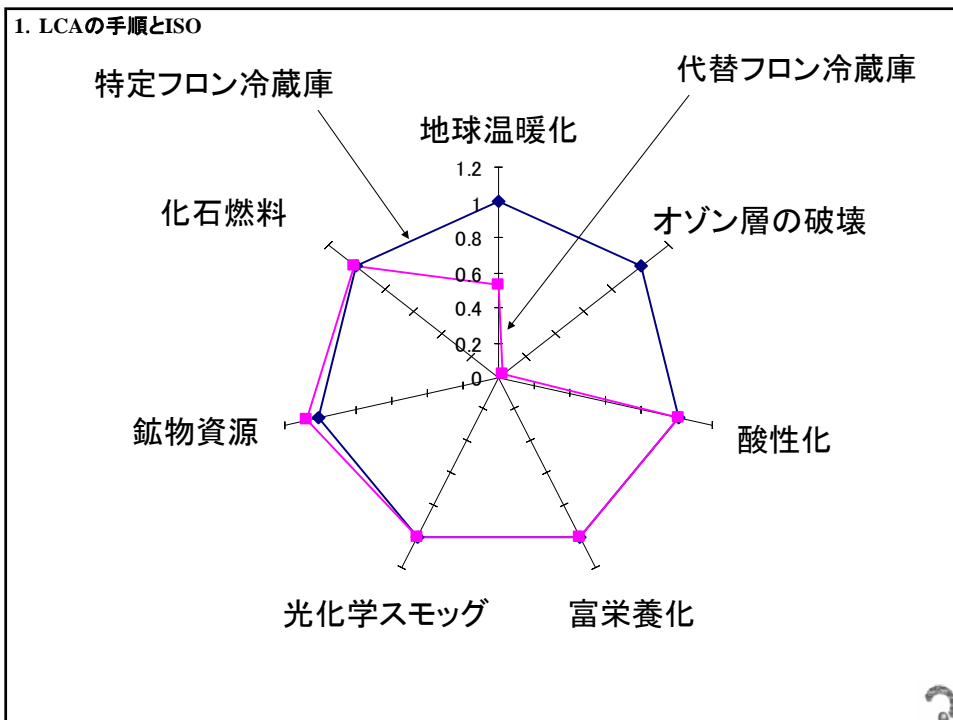 1. LCAの手順とISO
特定フロン冷蔵庫
代替フロン冷蔵庫
地球温暖化
1.2
1
0.8
0.6
0.4
0.2
0
化石燃料
オゾン層の破壊
鉱物資源
酸性化
光化学スモッグ
富栄養化